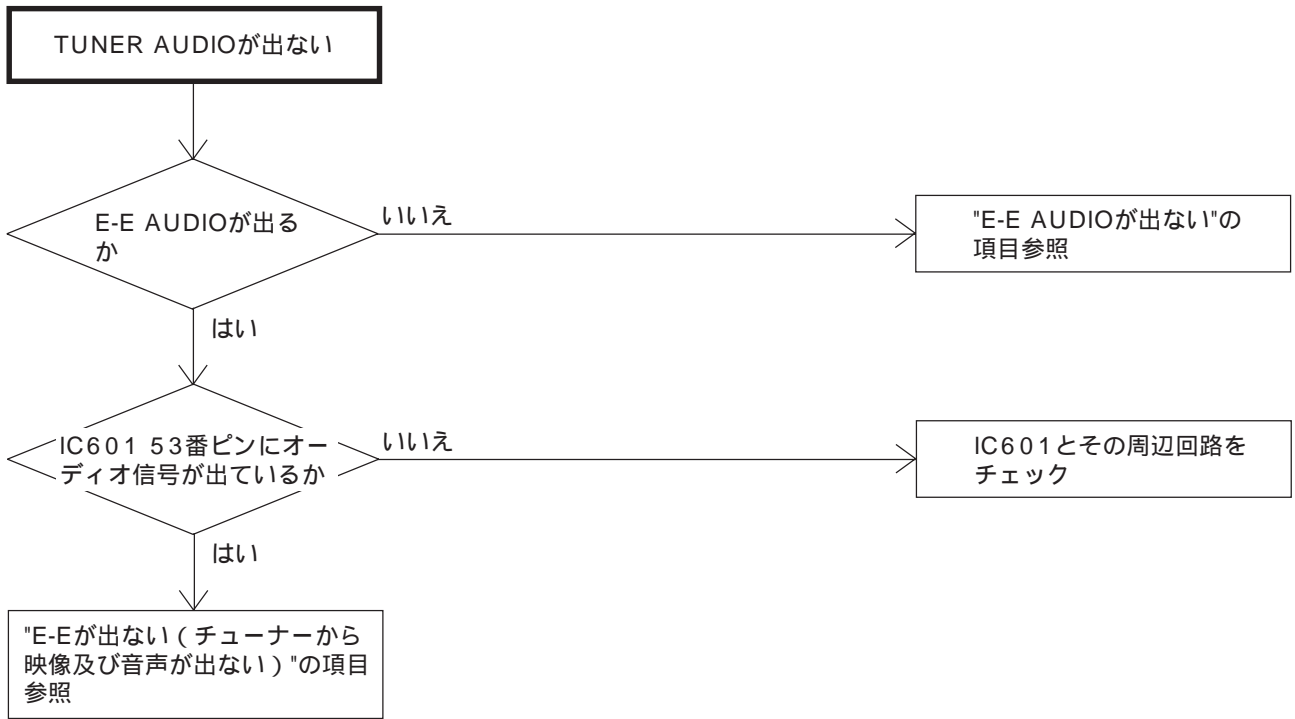 TUNER AUDIOが出ない
E-E AUDIOが出る
か
いいえ
"E-E AUDIOが出ない"の
項目参照
はい
IC601 53番ピンにオー
ディオ信号が出ているか
いいえ
IC601とその周辺回路を
チェック
はい
"E-Eが出ない（チューナーから
映像及び音声が出ない）"の項目
参照